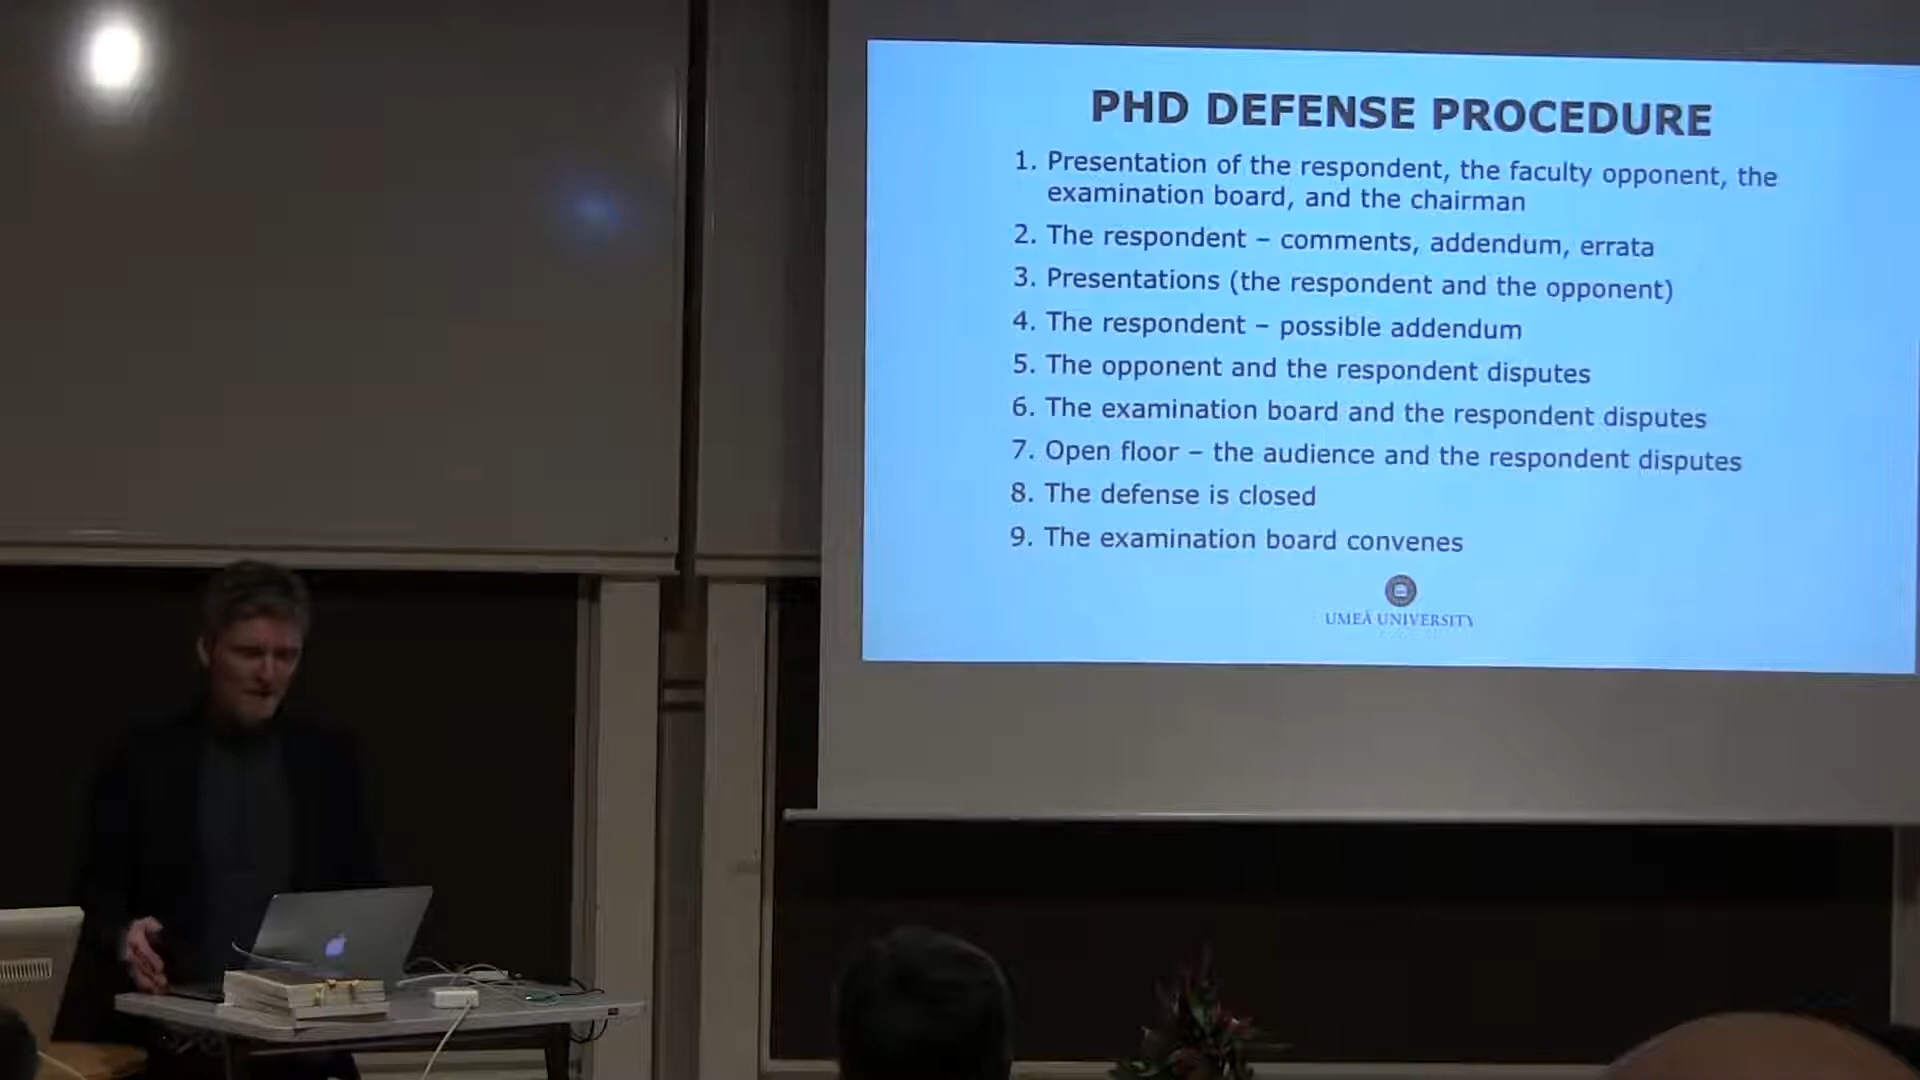 PHD DEFENSE PROCEDURE
1. Presentation of the respondent, the faculty opponent, the
examination board, and the chairman
2. The respondent – comments, addendum, errata
3. Presentations (the respondent and the opponent)
4. The respondent – possible addendum
5. The opponent and the respondent disputes
6. The examination board and the respondent disputes
7. Open floor – the audience and the respondent disputes
8. The defense is closed
9. The examination board convenes
UMEÅ UNIVERSITY